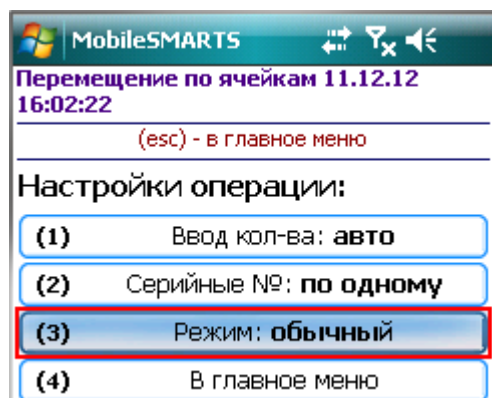 MobileSMARTS
Перемещение по ячейкам 11.12.12
16:02:22
(esc) - в главное меню
Настройки операции:
(1) Ввод кол-ва: авто
(2) Серийные №: по одному
(3) Режим: обычный
(4) В главное меню